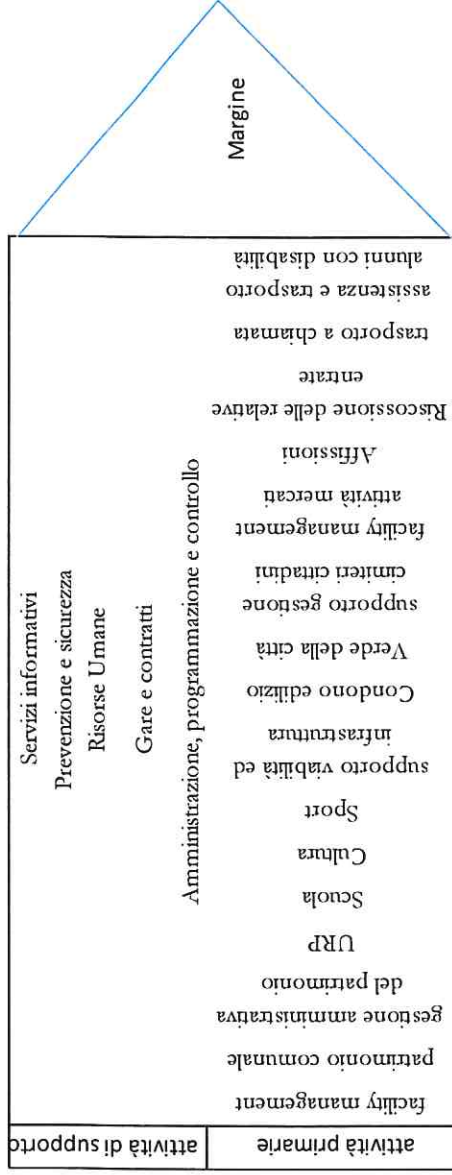 attività di supporto
Servizi informativi
Prevenzione e sicurezza
Risorse Umane
Gare e contratti
Amministrazione, programmazione e controllo
attività primarie
facility management
patrimonio comunale
gestione amministrativa
del patrimonio
URP
Scuola
Cultura
Sport
supporto viabilità ed
infrastruttura
Condono edilizio
Verde della città
supporto gestione
cimiteri cittadini
facility management
attività mercati
Affissioni
Riscossione delle relative
entrate
trasporto a chiamata
assistenza e trasporto
alunni con disabilità
Margine